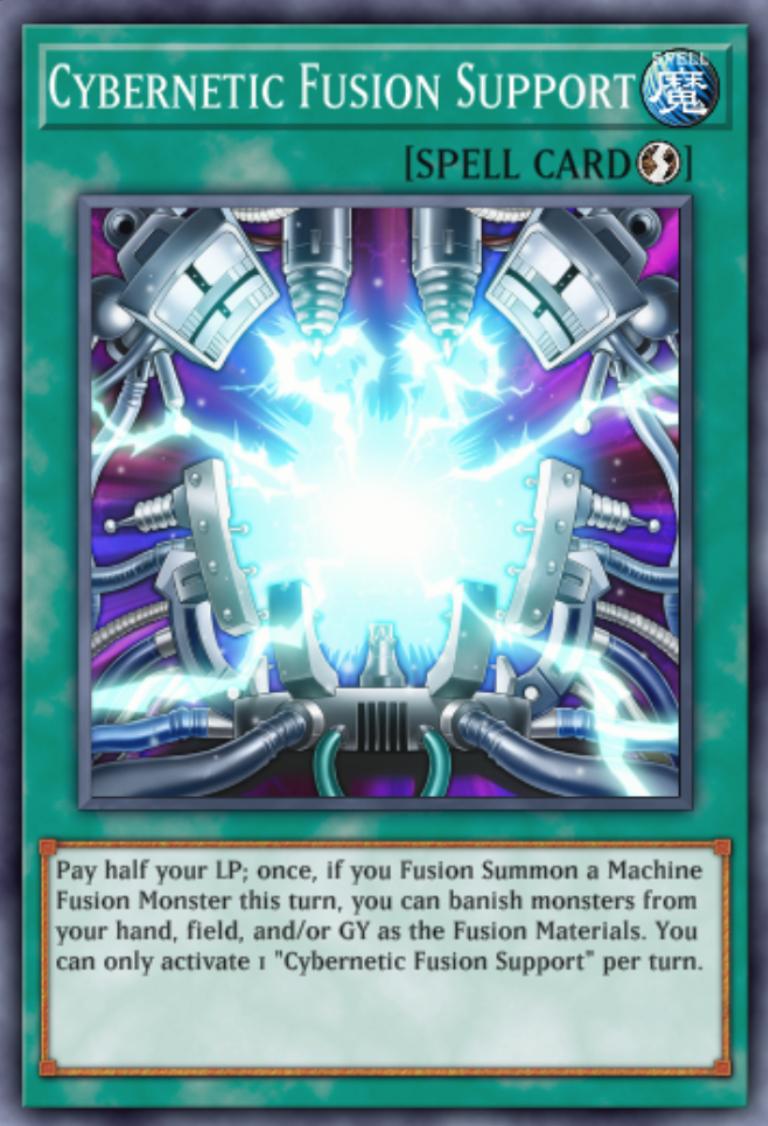 Cybernetic Fusion Support
SPELL
魔
[SPELL CARD]
Pay half your LP; once, if you Fusion Summon a Machine
Fusion Monster this turn, you can banish monsters from
your hand, field, and/or GY as the Fusion Materials. You
can only activate 1 "Cybernetic Fusion Support" per turn.